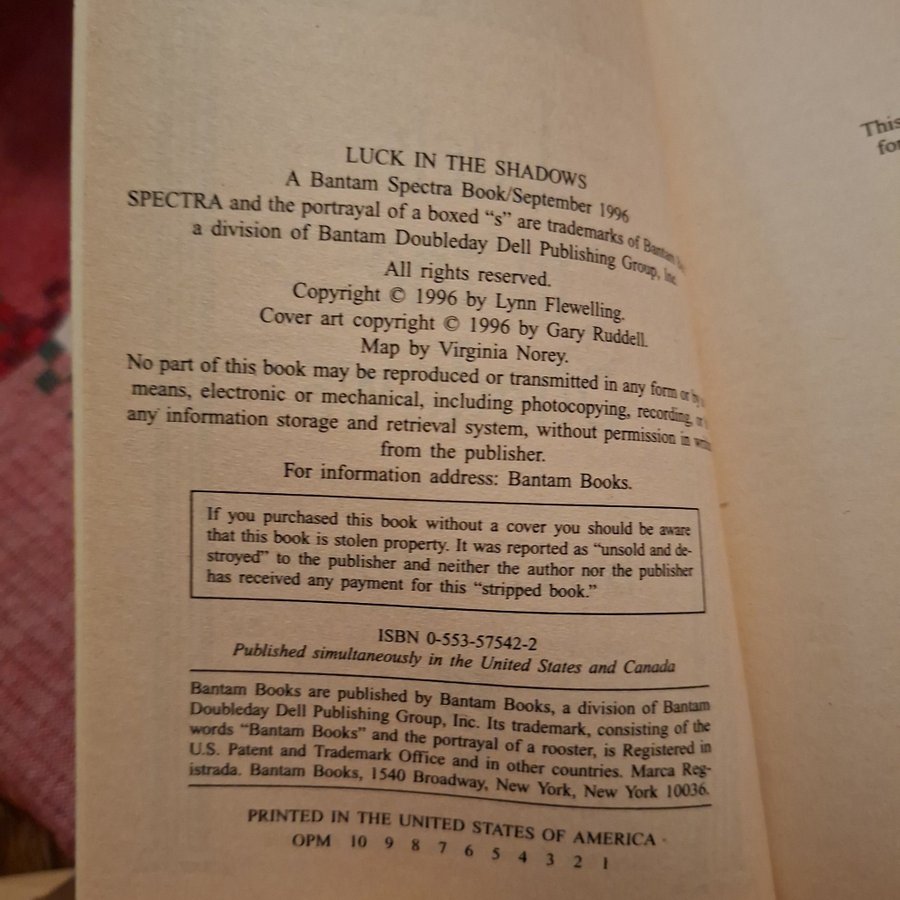 LUCK IN THE SHADOWS
A Bantam Spectra Book/September 1996
SPECTRA and the portrayal of a boxed “s” are trademarks of Bantam
a division of Bantam Doubleday Dell Publishing Group, Inc.
All rights reserved.
Copyright © 1996 by Lynn Flewelling.
Cover art copyright © 1996 by Gary Ruddell.
Map by Virginia Norey.
No part of this book may be reproduced or transmitted in any form or by
means, electronic or mechanical, including photocopying, recording, or
any information storage and retrieval system, without permission in
from the publisher.
For information address: Bantam Books.
If you purchased this book without a cover you should be aware
that this book is stolen property. It was reported as “unsold and de-
stroyed” to the publisher and neither the author nor the publisher
has received any payment for this “stripped book.”
ISBN 0-553-57542-2
Published simultaneously in the United States and Canada
Bantam Books are published by Bantam Books, a division of Bantam
Doubleday Dell Publishing Group, Inc. Its trademark, consisting of the
words “Bantam Books” and the portrayal of a rooster, is Registered in
U.S. Patent and Trademark Office and in other countries. Marca Reg-
istrada. Bantam Books, 1540 Broadway, New York, New York 10036.
PRINTED IN THE UNITED STATES OF AMERICA
OPM 10 9 8 7 6 5 4 3 2 1
This
for